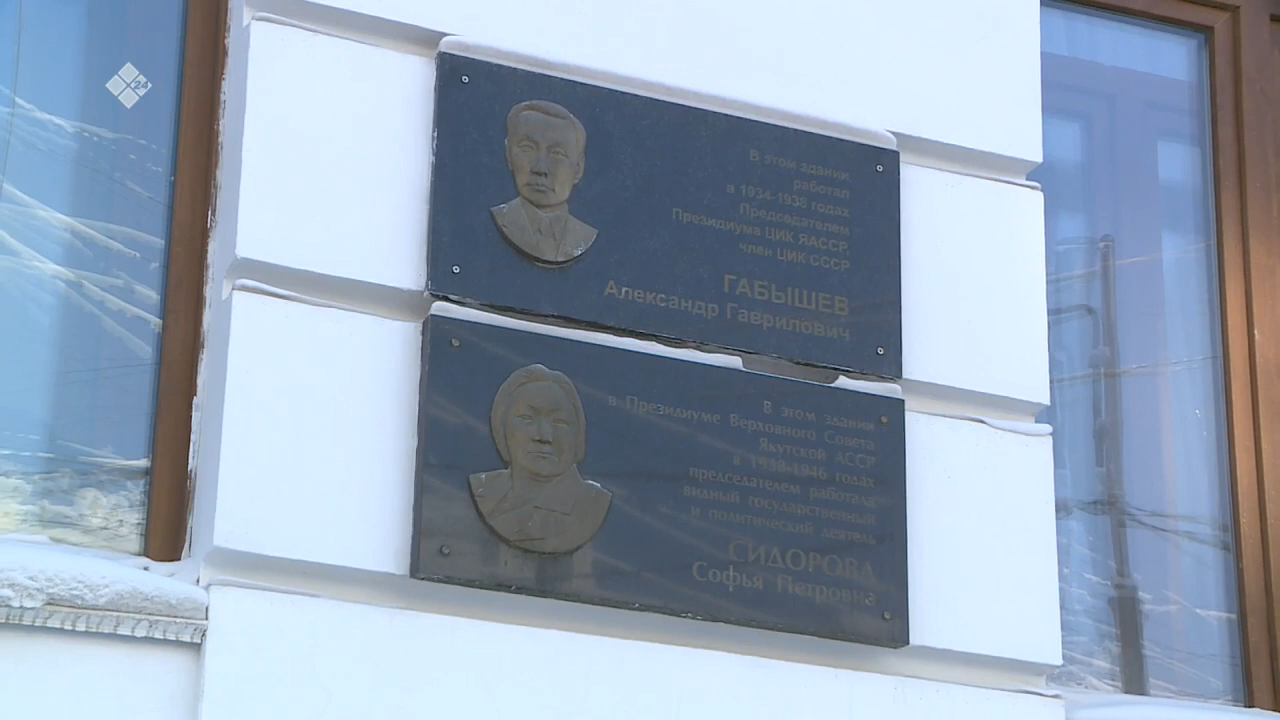 24
В этом здании
работал
в 1934-1938 годах
Председателем
Президиума ЦИК ЯАССР,
член ЦИК СССР
ГАБЫШЕВ
Александр Гаврилович
В этом здании
в Президиуме Верховного Совета
Якутской АССР
в 1938-1946 годах
председателем работала
видный государственный
и политический деятель
СИДОРОВА
Софья Петровна